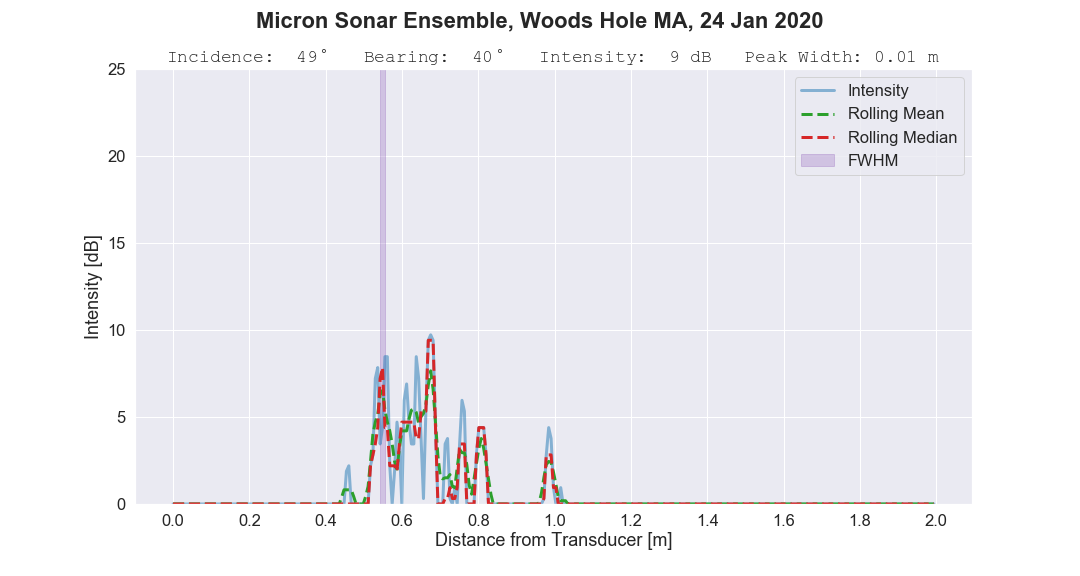 Micron Sonar Ensemble, Woods Hole MA, 24 Jan 2020
Incidence: 49° Bearing: 40° Intensity: 9 dB Peak Width: 0.01 m
Intensity
Rolling Mean
Rolling Median
FWHM
25
20
15
10
5
0
Intensity [dB]
0.0 0.2 0.4 0.6 0.8 1.0 1.2 1.4 1.6 1.8 2.0
Distance from Transducer [m]